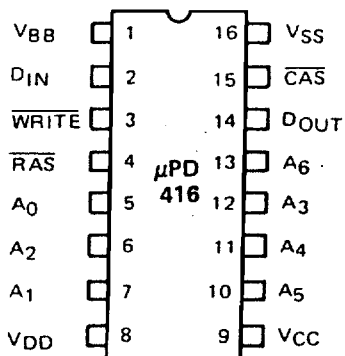 VBB 1 16 VSS
DIN 2 15 CAS
WRITE 3 14 DOUT
RAS 4 µPD 13 A6
416
A0 5 12 A3
A2 6 11 A4
A1 7 10 A5
VDD 8 9 VCC